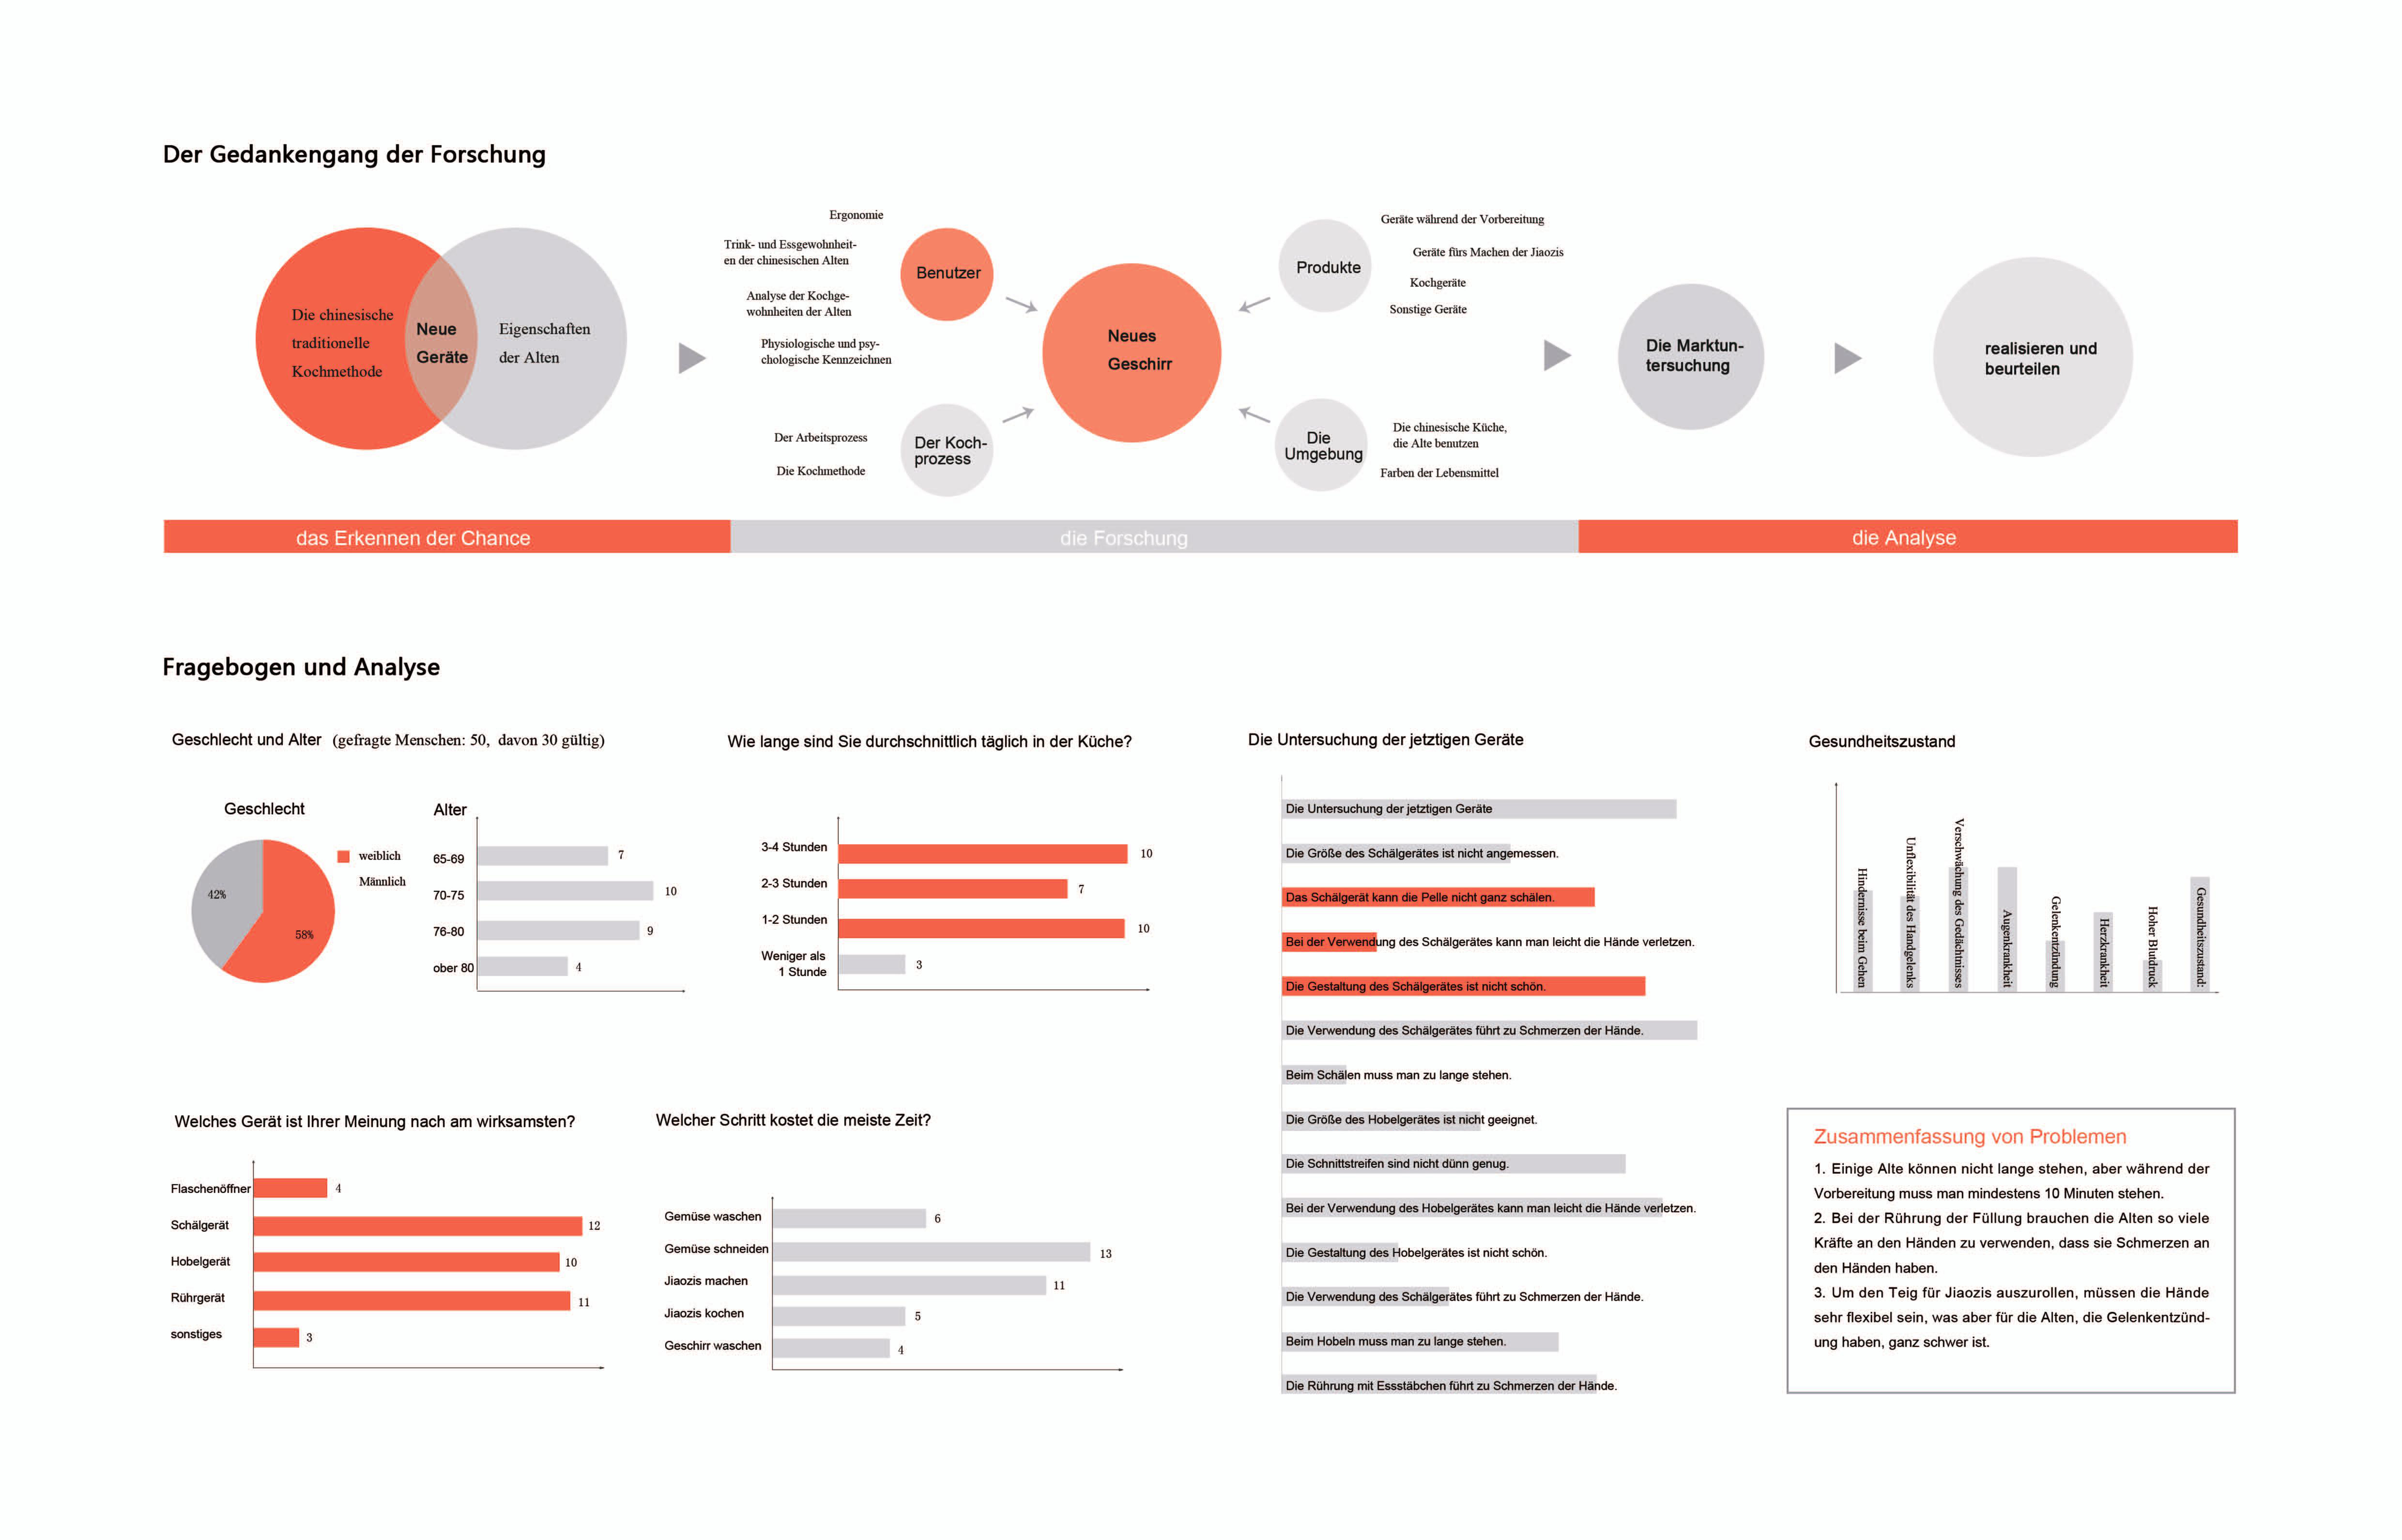 Der Gedankengang der Forschung
Die chinesische
traditionelle
Kochmethode
Neue
Geräte
Eigenschaften
der Alten
Ergonomie
Trink- und Essgewohnheit-
en der chinesischen Alten
Analyse der Kochge-
wohnheiten der Alten
Physiologische und psy-
chologische Kennzeichnen
Benutzer
Der Arbeitsprozess
Die Kochmethode
Der Koch-
prozess
Neues
Geschirr
Produkte
Geräte während der Vorbereitung
Geräte fürs Machen der Jiaozis
Kochgeräte
Sonstige Geräte
Die
Umgebung
Die chinesische Küche,
die Alte benutzen
Farben der Lebensmittel
Die Marktun-
tersuchung
realisieren und
beurteilen
das Erkennen der Chance
die Forschung
die Analyse
Fragebogen und Analyse
Geschlecht und Alter (gefragte Menschen: 50, davon 30 gültig)
Geschlecht
42%
58%
weiblich
Männlich
Alter
65-69 7
70-75 10
76-80 9
ober 80 4
Wie lange sind Sie durchschnittlich täglich in der Küche?
3-4 Stunden 10
2-3 Stunden 7
1-2 Stunden 10
Weniger als
1 Stunde 3
Welches Gerät ist Ihrer Meinung nach am wirksamsten?
Flaschenöffner 4
Schälgerät 12
Hobelgerät 10
Rührgerät 11
sonstiges 3
Welcher Schritt kostet die meiste Zeit?
Gemüse waschen 6
Gemüse schneiden 13
Jiaozis machen 11
Jiaozis kochen 5
Geschirr waschen 4
Die Untersuchung der jetztigen Geräte
Die Untersuchung der jetztigen Geräte
Die Größe des Schälgerätes ist nicht angemessen.
Das Schälgerät kann die Pelle nicht ganz schälen.
Bei der Verwendung des Schälgerätes kann man leicht die Hände verletzen.
Die Gestaltung des Schälgerätes ist nicht schön.
Die Verwendung des Schälgerätes führt zu Schmerzen der Hände.
Beim Schälen muss man zu lange stehen.
Die Größe des Hobelgerätes ist nicht geeignet.
Die Schnittstreifen sind nicht dünn genug.
Bei der Verwendung des Hobelgerätes kann man leicht die Hände verletzen.
Die Gestaltung des Hobelgerätes ist nicht schön.
Die Verwendung des Schälgerätes führt zu Schmerzen der Hände.
Beim Hobeln muss man zu lange stehen.
Die Rührung mit Essstäbchen führt zu Schmerzen der Hände.
Gesundheitszustand
Hindernisse beim Gehen
Unflexibilität des Handgelenks
Verschwächung des Gedächtnisses
Augenkrankheit
Gelenkentzündung
Herzkrankheit
Hoher Blutdruck
Gesundheitszustand:
Zusammenfassung von Problemen
1. Einige Alte können nicht lange stehen, aber während der
Vorbereitung muss man mindestens 10 Minuten stehen.
2. Bei der Rührung der Füllung brauchen die Alten so viele
Kräfte an den Händen zu verwenden, dass sie Schmerzen an
den Händen haben.
3. Um den Teig für Jiaozis auszurollen, müssen die Hände
sehr flexibel sein, was aber für die Alten, die Gelenkentzünd-
ung haben, ganz schwer ist.